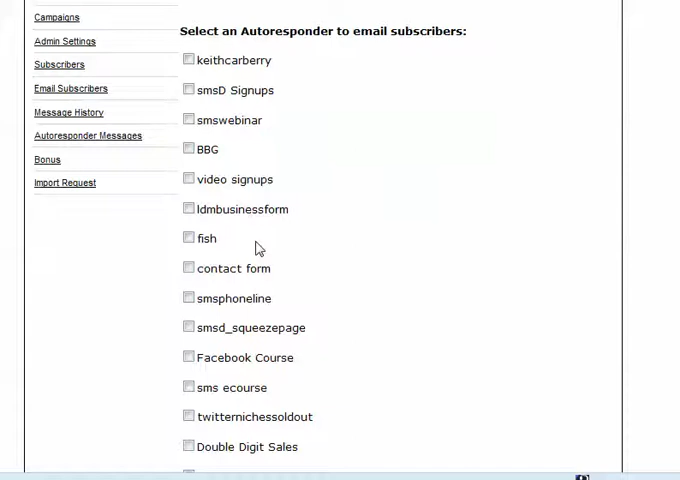 Campaigns
Admin Settings
Subscribers
Email Subscribers
Message History
Autoresponder Messages
Bonus
Import Request
Select an Autoresponder to email subscribers:
keithcarberry
smsD Signups
smswebinar
BBG
video signups
ldmbusinessform
fish
contact form
smsphoneline
smsd_squeezepage
Facebook Course
sms ecourse
twitternichessoldout
Double Digit Sales